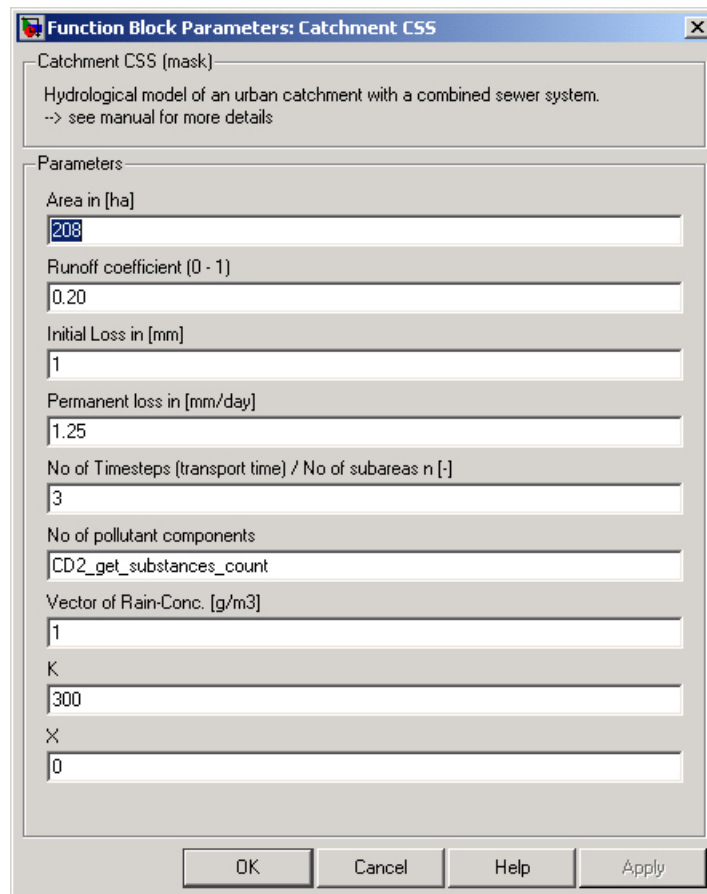 Function Block Parameters: Catchment CSS
Catchment CSS (mask)
Hydrological model of an urban catchment with a combined sewer system.
--> see manual for more details
Parameters
Area in [ha]
208
Runoff coefficient (0 - 1)
0.20
Initial Loss in [mm]
1
Permanent loss in [mm/day]
1.25
No of Timesteps (transport time) / No of subareas n [-]
3
No of pollutant components
CD2_get_substances_count
Vector of Rain-Conc. [g/m3]
1
K
300
X
0
OK Cancel Help Apply